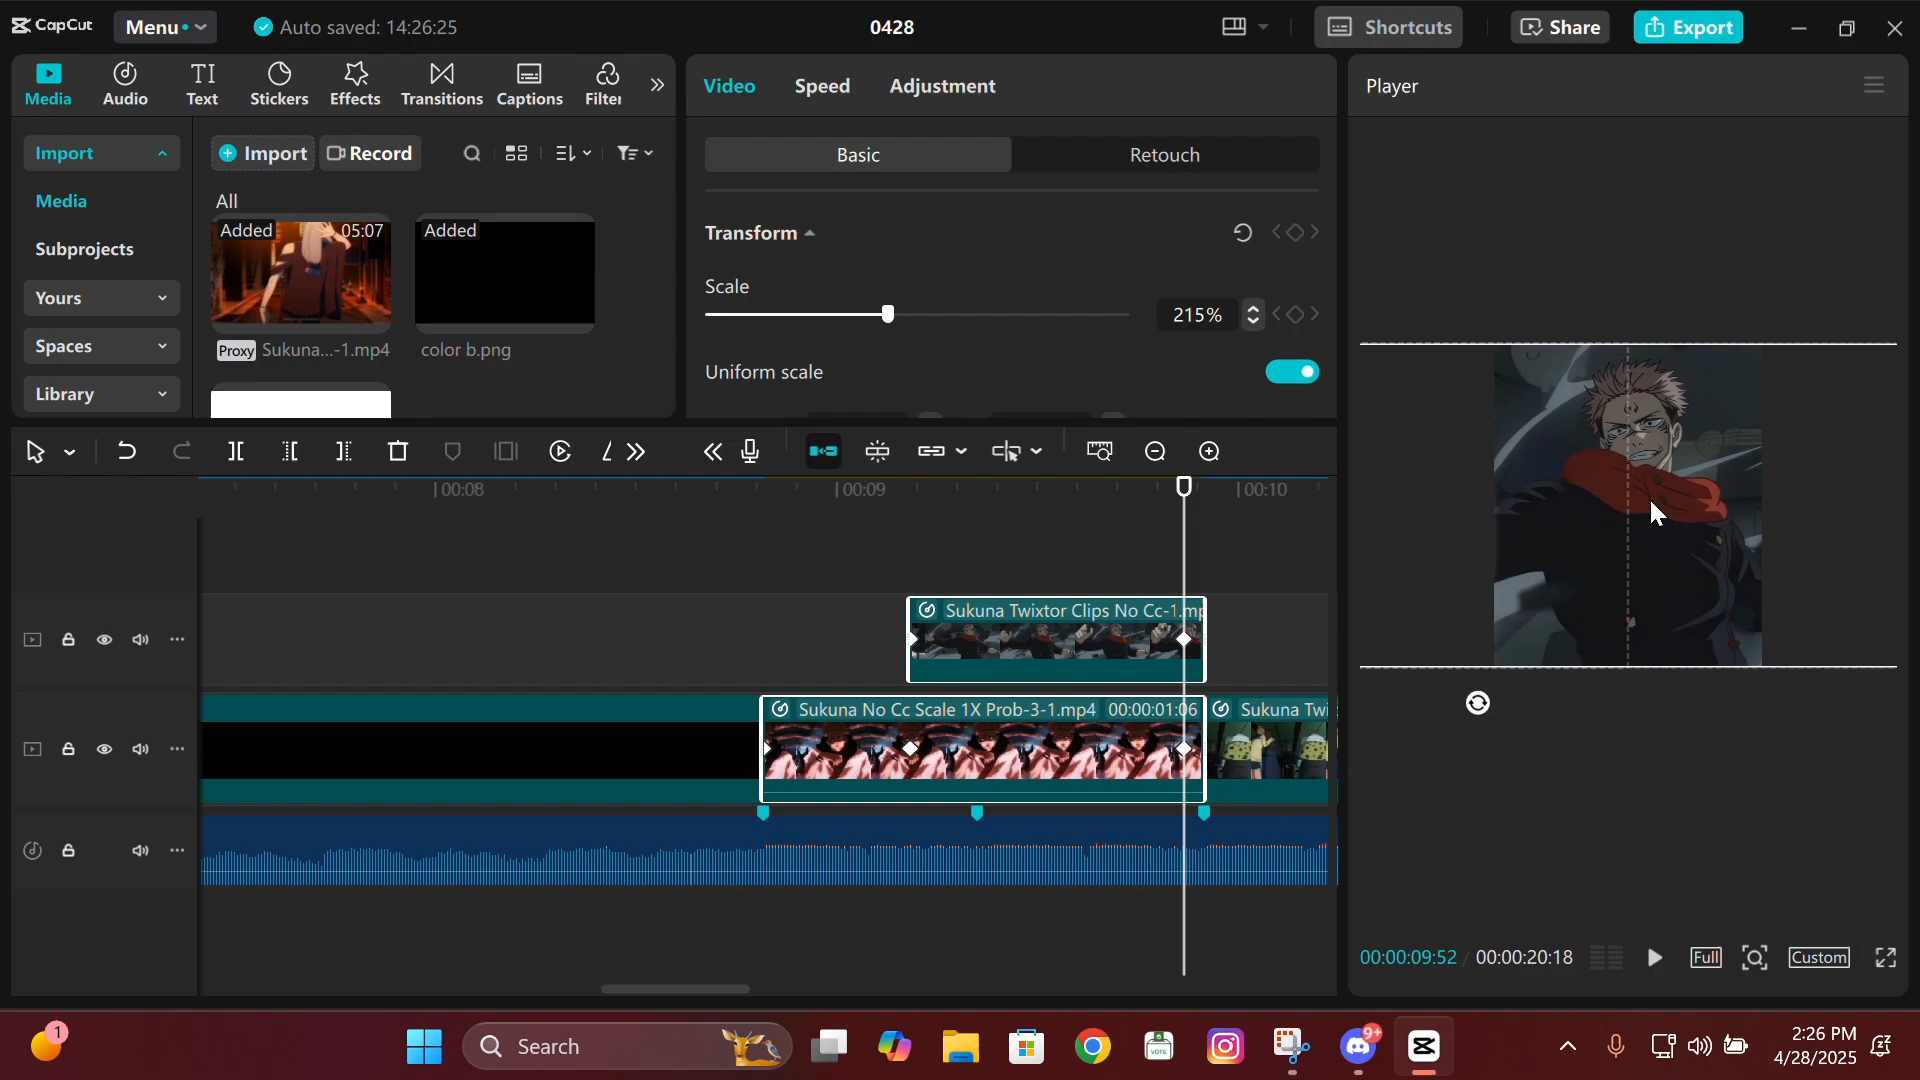 CapCut
Menu
Auto saved: 14:26:25
0428
Shortcuts
Share
Export
Media
Audio
Text
Stickers
Effects
Transitions
Captions
Filter
Import
Media
Subprojects
Yours
Spaces
Library
Import
Record
All
Added
05:07
Added
Proxy
Sukuna...-1.mp4
color b.png
Video
Speed
Adjustment
Basic
Retouch
Transform
Scale
215%
Uniform scale
Player
00:08
00:09
00:10
Sukuna Twixtor Clips No Cc-1.mp
Sukuna No Cc Scale 1X Prob-3-1.mp4 00:00:01:06
Sukuna Twi
00:00:09:52 / 00:00:20:18
Full
Custom
1
Search
VOTE
9+
2:26 PM
4/28/2025